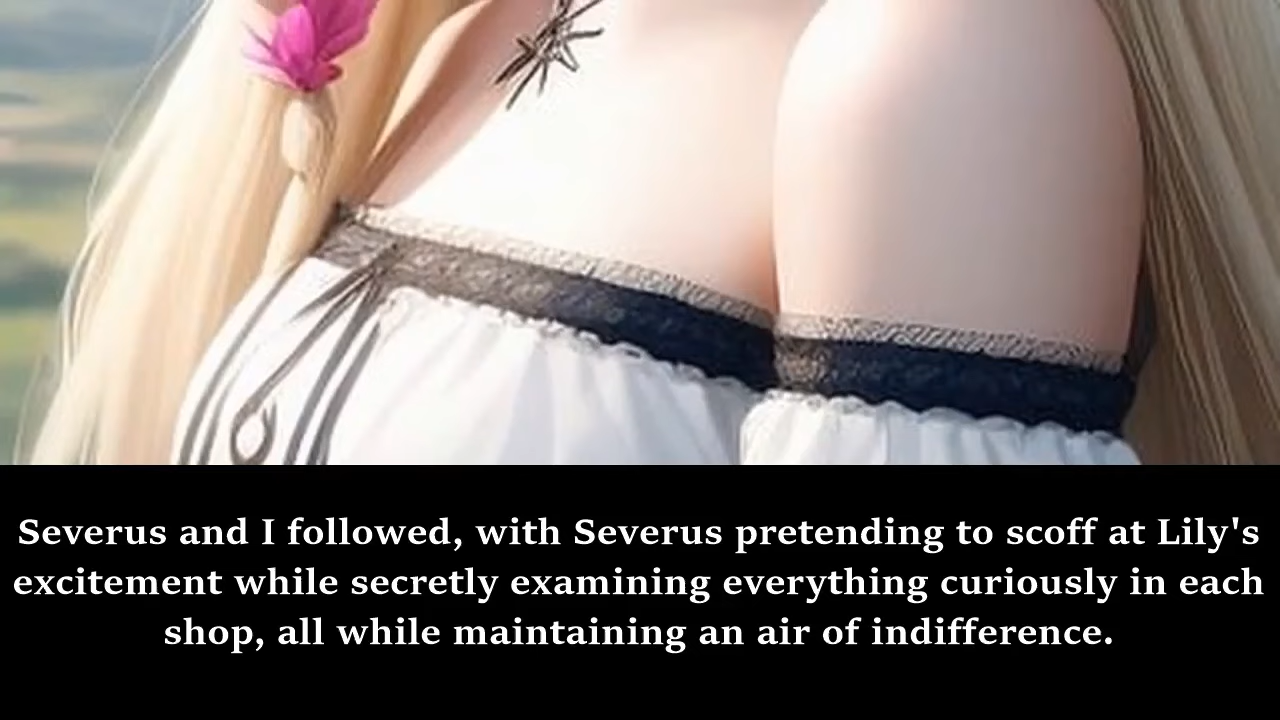 Severus and I followed, with Severus pretending to scoff at Lily's
excitement while secretly examining everything curiously in each
shop, all while maintaining an air of indifference.